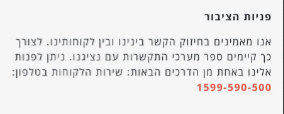 פניות הציבור
אנו מאמינים בחיזוק הקשר בינינו ובין לקוחותינו. לצורך
כך קיימים ספר מערכי התקשרות עם נציגנו. ניתן לפנות
אלינו באחת מן הדרכים הבאות: שירות הלקוחות בטלפון:
1599-590-500